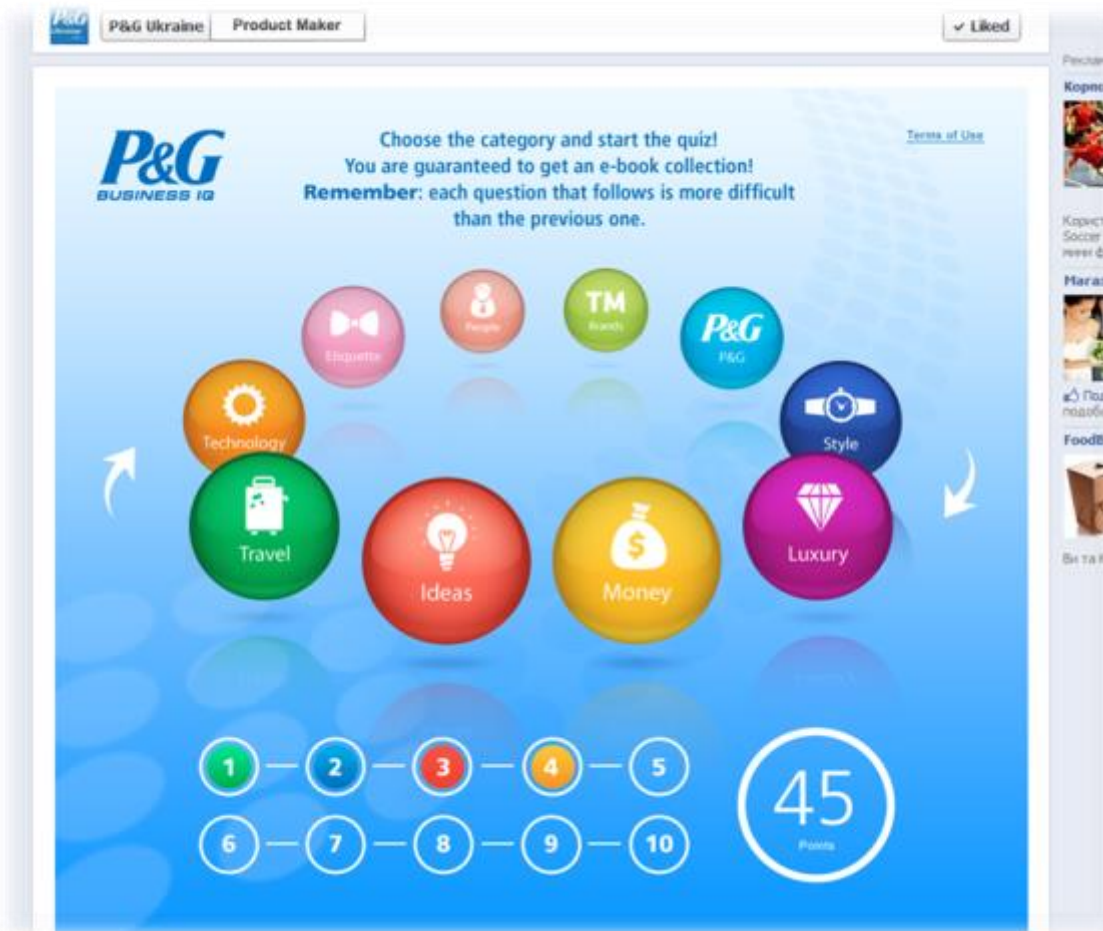 P&G Ukraine
Product Maker
✓ Liked
P&G
BUSINESS IQ
Choose the category and start the quiz!
You are guaranteed to get an e-book collection!
Remember: each question that follows is more difficult
than the previous one.
Terms of Use
Etiquette
People
TM
Brands
P&G
P&G
Technology
Style
Travel
Ideas
$
Money
Luxury
1
2
3
4
5
6
7
8
9
10
45
Points
Soccer